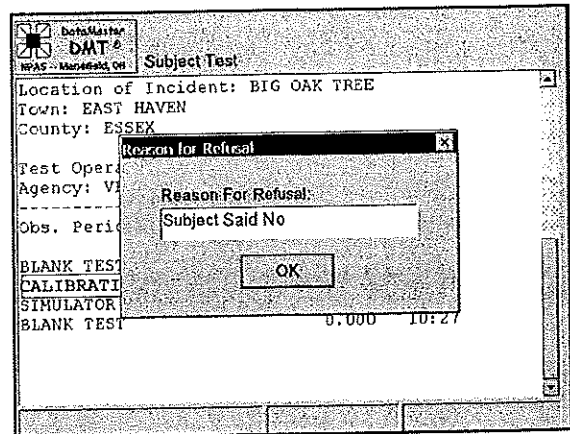 DataMaster
DMT®
NPAS -- Mansfield, OH
Subject Test
Location of Incident: BIG OAK TREE
Town: EAST HAVEN
County: ESSEX
Reason for Refusal
Test Opera
Agency: V
Reason For Refusal:
Obs. Peric
Subject Said No
OK
BLANK TEST
CALIBRATI
SIMULATOR
BLANK TEST 0.000 10:27